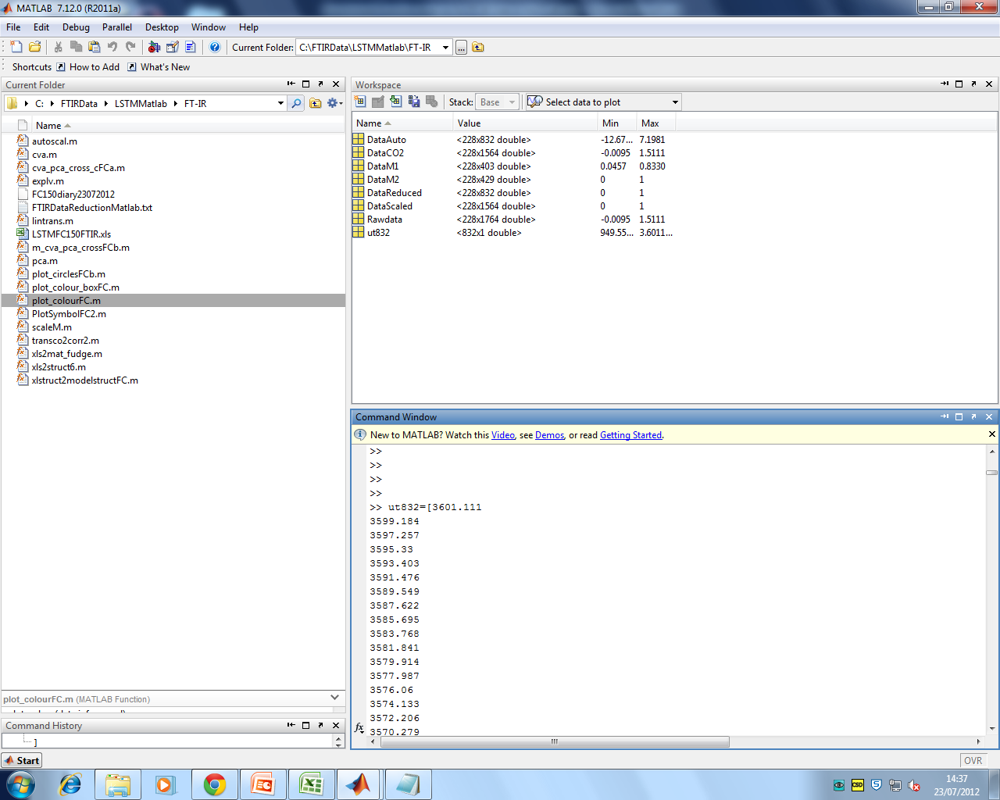 MATLAB 7.12.0 (R2011a)
File Edit Debug Parallel Desktop Window Help
Current Folder: C:\FTIRData\LSTMMatlab\FT-IR ...
Shortcuts How to Add What's New
Current Folder
C: FTIRData LSTMMatlab FT-IR
Name
autoscal.m
cva.m
cva_pca_cross_cFCa.m
explv.m
FC150diary23072012
FTIRDataReductionMatlab.txt
lintrans.m
LSTMFC150FTIR.xls
m_cva_pca_crossFCb.m
pca.m
plot_circlesFCb.m
plot_colour_boxFC.m
plot_colourFC.m
PlotSymbolFC2.m
scaleM.m
transco2corr2.m
xls2mat_fudge.m
xls2struct6.m
xlstruct2modelstructFC.m
plot_colourFC.m (MATLAB Function)
Command History
]
Workspace
Stack: Base Select data to plot
Name Value Min Max
DataAuto <228x832 double> -12.67... 7.1981
DataCO2 <228x1564 double> -0.0095 1.5111
DataM1 <228x403 double> 0.0457 0.8330
DataM2 <228x429 double> 0 1
DataReduced <228x832 double> 0 1
DataScaled <228x1564 double> 0 1
Rawdata <228x1764 double> -0.0095 1.5111
ut832 <832x1 double> 949.55... 3.6011...
Command Window
New to MATLAB? Watch this Video, see Demos, or read Getting Started.
>>
>>
>>
>>
>> ut832=[3601.111
3599.184
3597.257
3595.33
3593.403
3591.476
3589.549
3587.622
3585.695
3583.768
3581.841
3579.914
3577.987
3576.06
3574.133
3572.206
3570.279
fx
Start OVR
CSD
14:37
23/07/2012